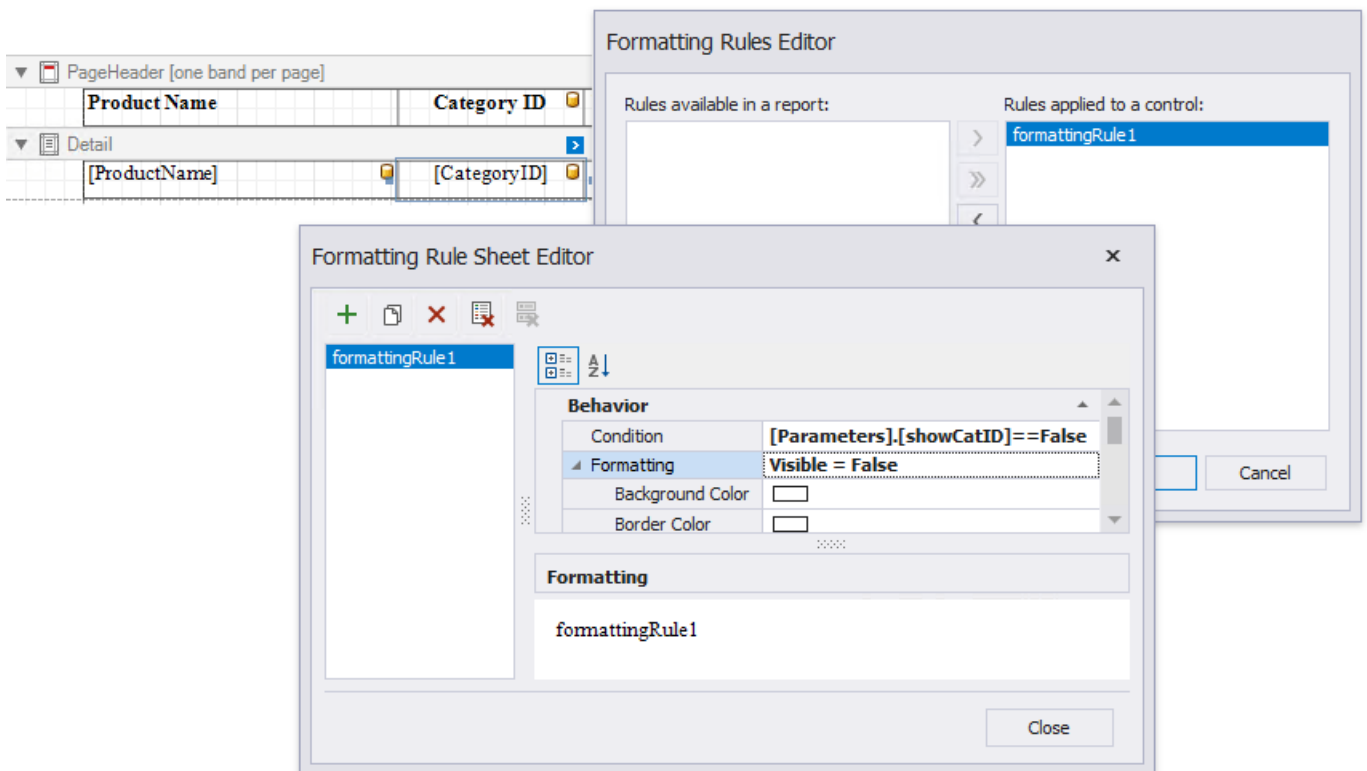 Formatting Rules Editor
PageHeader [one band per page]
Product Name Category ID
Rules available in a report: Rules applied to a control:
formattingRule1
Detail
[ProductName] [CategoryID]
Formatting Rule Sheet Editor
formattingRule1
Behavior
Condition [Parameters].[showCatID]==False
Formatting Visible = False
Background Color
Border Color
Cancel
Formatting
formattingRule1
Close